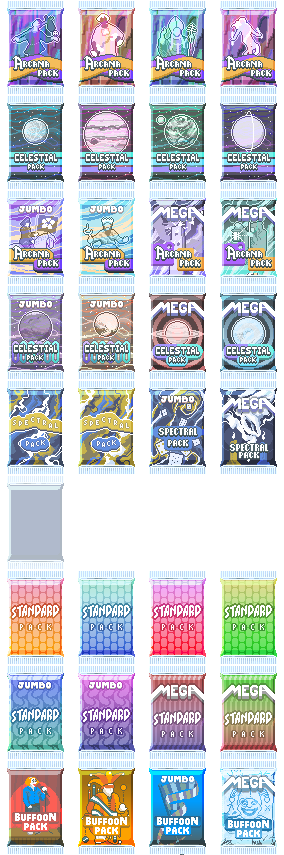 ARCANA PACK
ARCANA PACK
ARCANA PACK
ARCANA PACK
CELESTIAL PACK
CELESTIAL PACK
CELESTIAL PACK
CELESTIAL PACK
JUMBO ARCANA PACK
JUMBO ARCANA PACK
MEGA ARCANA PACK
MEGA ARCANA PACK
JUMBO CELESTIAL PACK
JUMBO CELESTIAL PACK
MEGA CELESTIAL PACK
MEGA CELESTIAL PACK
SPECTRAL PACK
SPECTRAL PACK
JUMBO SPECTRAL PACK
MEGA SPECTRAL PACK
STANDARD PACK
STANDARD PACK
STANDARD PACK
STANDARD PACK
JUMBO STANDARD PACK
JUMBO STANDARD PACK
MEGA STANDARD PACK
MEGA STANDARD PACK
BUFFOON PACK
BUFFOON PACK
JUMBO BUFFOON PACK
MEGA BUFFOON PACK